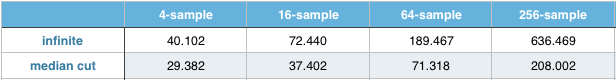 4-sample 16-sample 64-sample 256-sample
infinite 40.102 72.440 189.467 636.469
median cut 29.382 37.402 71.318 208.002